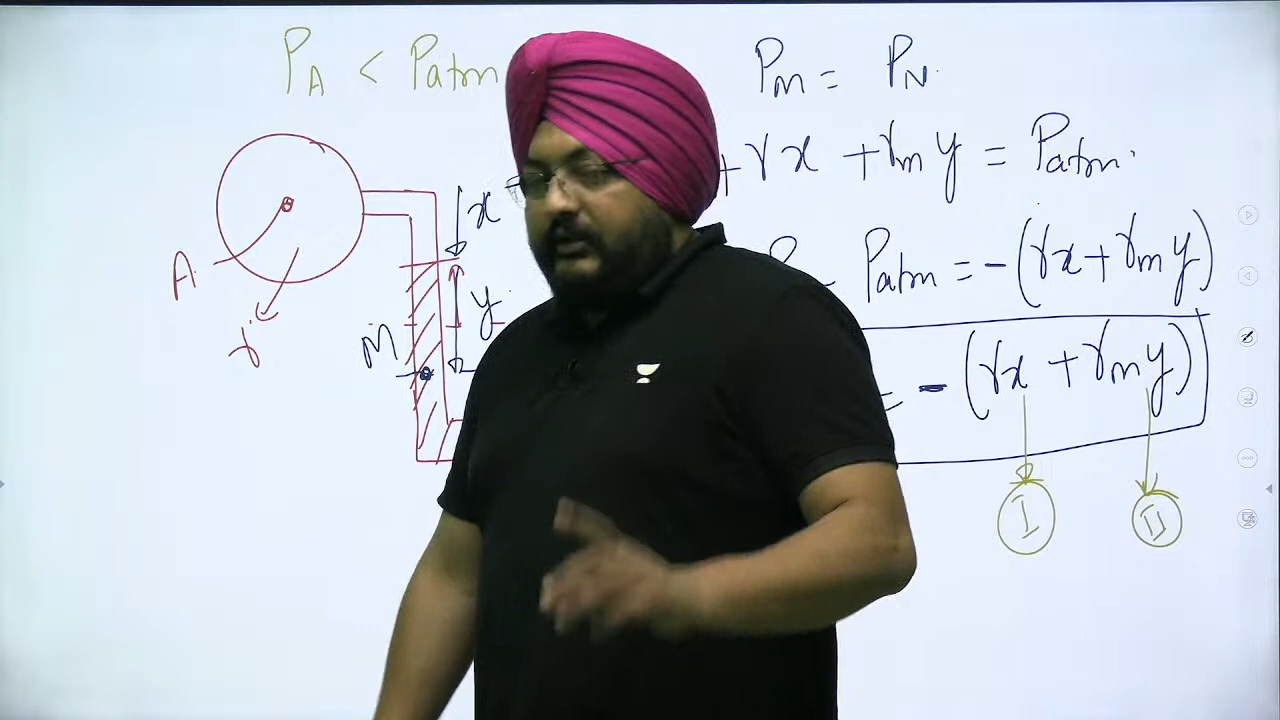 P_A < Patm
P_M = P_N.
+ γx + γ_m y = Patm.
Patm = - (γx + γ_m y)
= - (γx + γ_m y)
I II
x
y
A.
M
γ